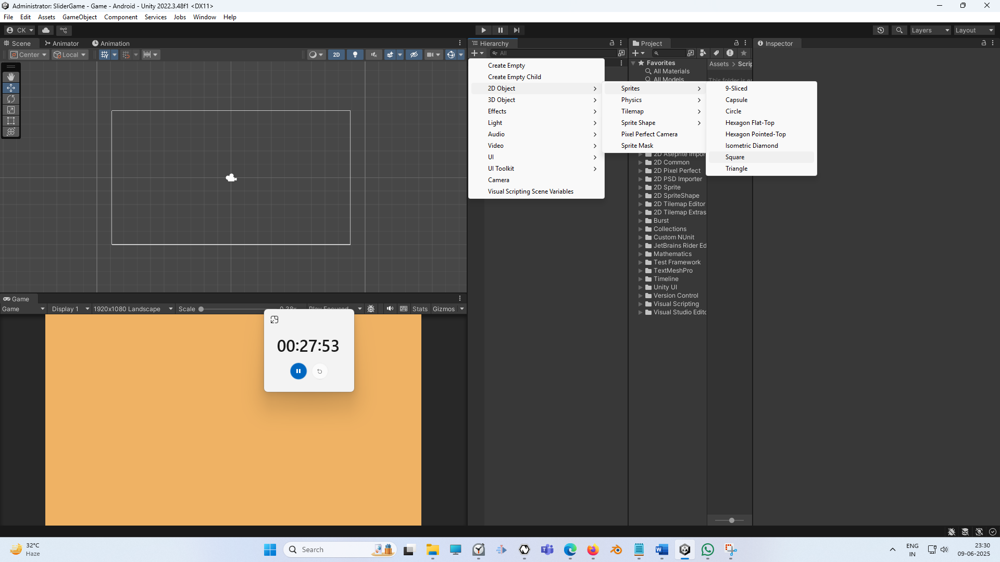 Administrator: SliderGame - Game - Android - Unity 2022.3.48f1 <DX11>
File Edit Assets GameObject Component Services Jobs Window Help
CK
Layers
Layout
Scene
Animator
Animation
Center
Local
2D
Hierarchy
All
Create Empty
Create Empty Child
2D Object
3D Object
Effects
Light
Audio
Video
UI
UI Toolkit
Camera
Visual Scripting Scene Variables
Sprites
Physics
Tilemap
Sprite Shape
Pixel Perfect Camera
Sprite Mask
9-Sliced
Capsule
Circle
Hexagon Flat-Top
Hexagon Pointed-Top
Isometric Diamond
Square
Triangle
Project
Favorites
All Materials
All Models
Assets > Scrip
This folder is em
2D Aseprite Impor
2D Common
2D Pixel Perfect
2D PSD Importer
2D Sprite
2D SpriteShape
2D Tilemap Editor
2D Tilemap Extras
Burst
Collections
Custom NUnit
JetBrains Rider Ed
Mathematics
Test Framework
TextMeshPro
Timeline
Unity UI
Version Control
Visual Scripting
Visual Studio Edito
Inspector
Game
Game
Display 1
1920x1080 Landscape
Scale
0.38x
Play Focused
Stats
Gizmos
00:27:53
32°C
Haze
Search
ENG
IN
23:30
09-06-2025